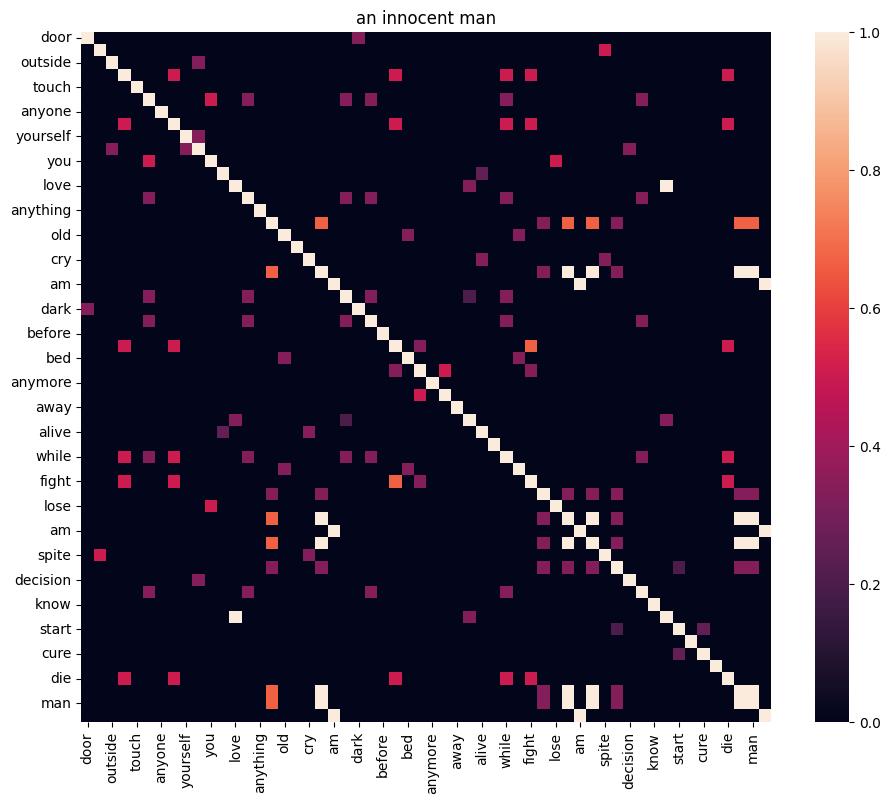 an innocent man
door
outside
touch
anyone
yourself
you
love
anything
old
cry
am
dark
before
bed
anymore
away
alive
while
fight
lose
am
spite
decision
know
start
cure
die
man
door
outside
touch
anyone
yourself
you
love
anything
old
cry
am
dark
before
bed
anymore
away
alive
while
fight
lose
am
spite
decision
know
start
cure
die
man
1.0
0.8
0.6
0.4
0.2
0.0